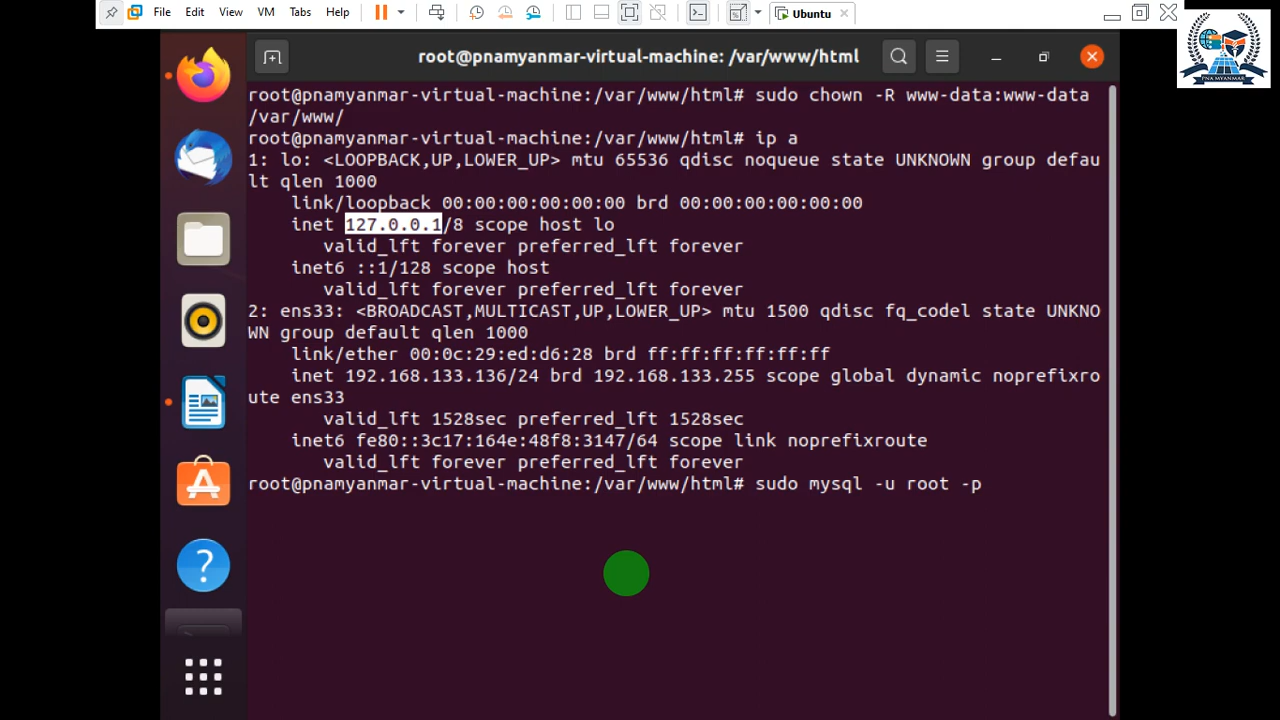 File Edit View VM Tabs Help Ubuntu
PNA MYANMAR
root@pnamyanmar-virtual-machine: /var/www/html
root@pnamyanmar-virtual-machine:/var/www/html# sudo chown -R www-data:www-data
/var/www/
root@pnamyanmar-virtual-machine:/var/www/html# ip a
1: lo: <LOOPBACK,UP,LOWER_UP> mtu 65536 qdisc noqueue state UNKNOWN group defau
lt qlen 1000
link/loopback 00:00:00:00:00:00 brd 00:00:00:00:00:00
inet 127.0.0.1/8 scope host lo
valid_lft forever preferred_lft forever
inet6 ::1/128 scope host
valid_lft forever preferred_lft forever
2: ens33: <BROADCAST,MULTICAST,UP,LOWER_UP> mtu 1500 qdisc fq_codel state UNKNO
WN group default qlen 1000
link/ether 00:0c:29:ed:d6:28 brd ff:ff:ff:ff:ff:ff
inet 192.168.133.136/24 brd 192.168.133.255 scope global dynamic noprefixro
ute ens33
valid_lft 1528sec preferred_lft 1528sec
inet6 fe80::3c17:164e:48f8:3147/64 scope link noprefixroute
valid_lft forever preferred_lft forever
root@pnamyanmar-virtual-machine:/var/www/html# sudo mysql -u root -p